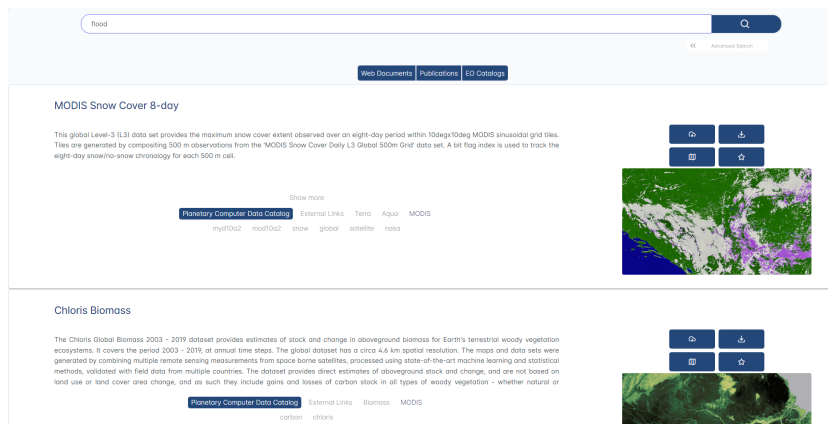 flood
Advanced Search
Web Documents Publications EO Catalogs
MODIS Snow Cover 8-day
This global Level-3 (L3) data set provides the maximum snow cover extent observed over an eight-day period within 10degx10deg MODIS sinusoidal grid tiles.
Tiles are generated by compositing 500 m observations from the 'MODIS Snow Cover Daily L3 Global 500m Grid' data set. A bit flag index is used to track the
eight-day snow/no-snow chronology for each 500 m cell.
Show more
Planetary Computer Data Catalog External Links Terra Aqua MODIS
myd10a2 mod10a2 snow global satellite nasa
Chloris Biomass
The Chloris Global Biomass 2003 - 2019 dataset provides estimates of stock and change in aboveground biomass for Earth's terrestrial woody vegetation
ecosystems. It covers the period 2003 - 2019, at annual time steps. The global dataset has a circa 4.6 km spatial resolution. The maps and data sets were
generated by combining multiple remote sensing measurements from space borne satellites, processed using state-of-the-art machine learning and statistical
methods, validated with field data from multiple countries. The dataset provides direct estimates of aboveground stock and change, and are not based on
land use or land cover area change, and as such they include gains and losses of carbon stock in all types of woody vegetation - whether natural or
Planetary Computer Data Catalog External Links Biomass MODIS
carbon chloris